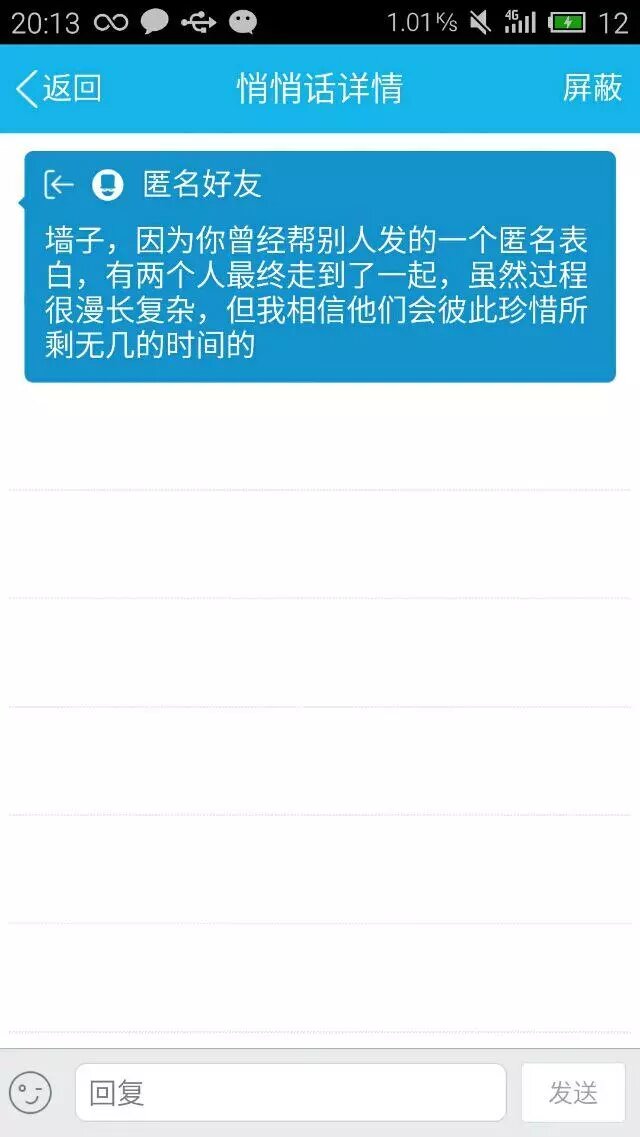 20:13 1.01K/s 4G 12
返回 悄悄话详情 屏蔽
匿名好友
墙子，因为你曾经帮别人发的一个匿名表
白，有两个人最终走到了一起，虽然过程
很漫长复杂，但我相信他们会彼此珍惜所
剩无几的时间的
回复 发送